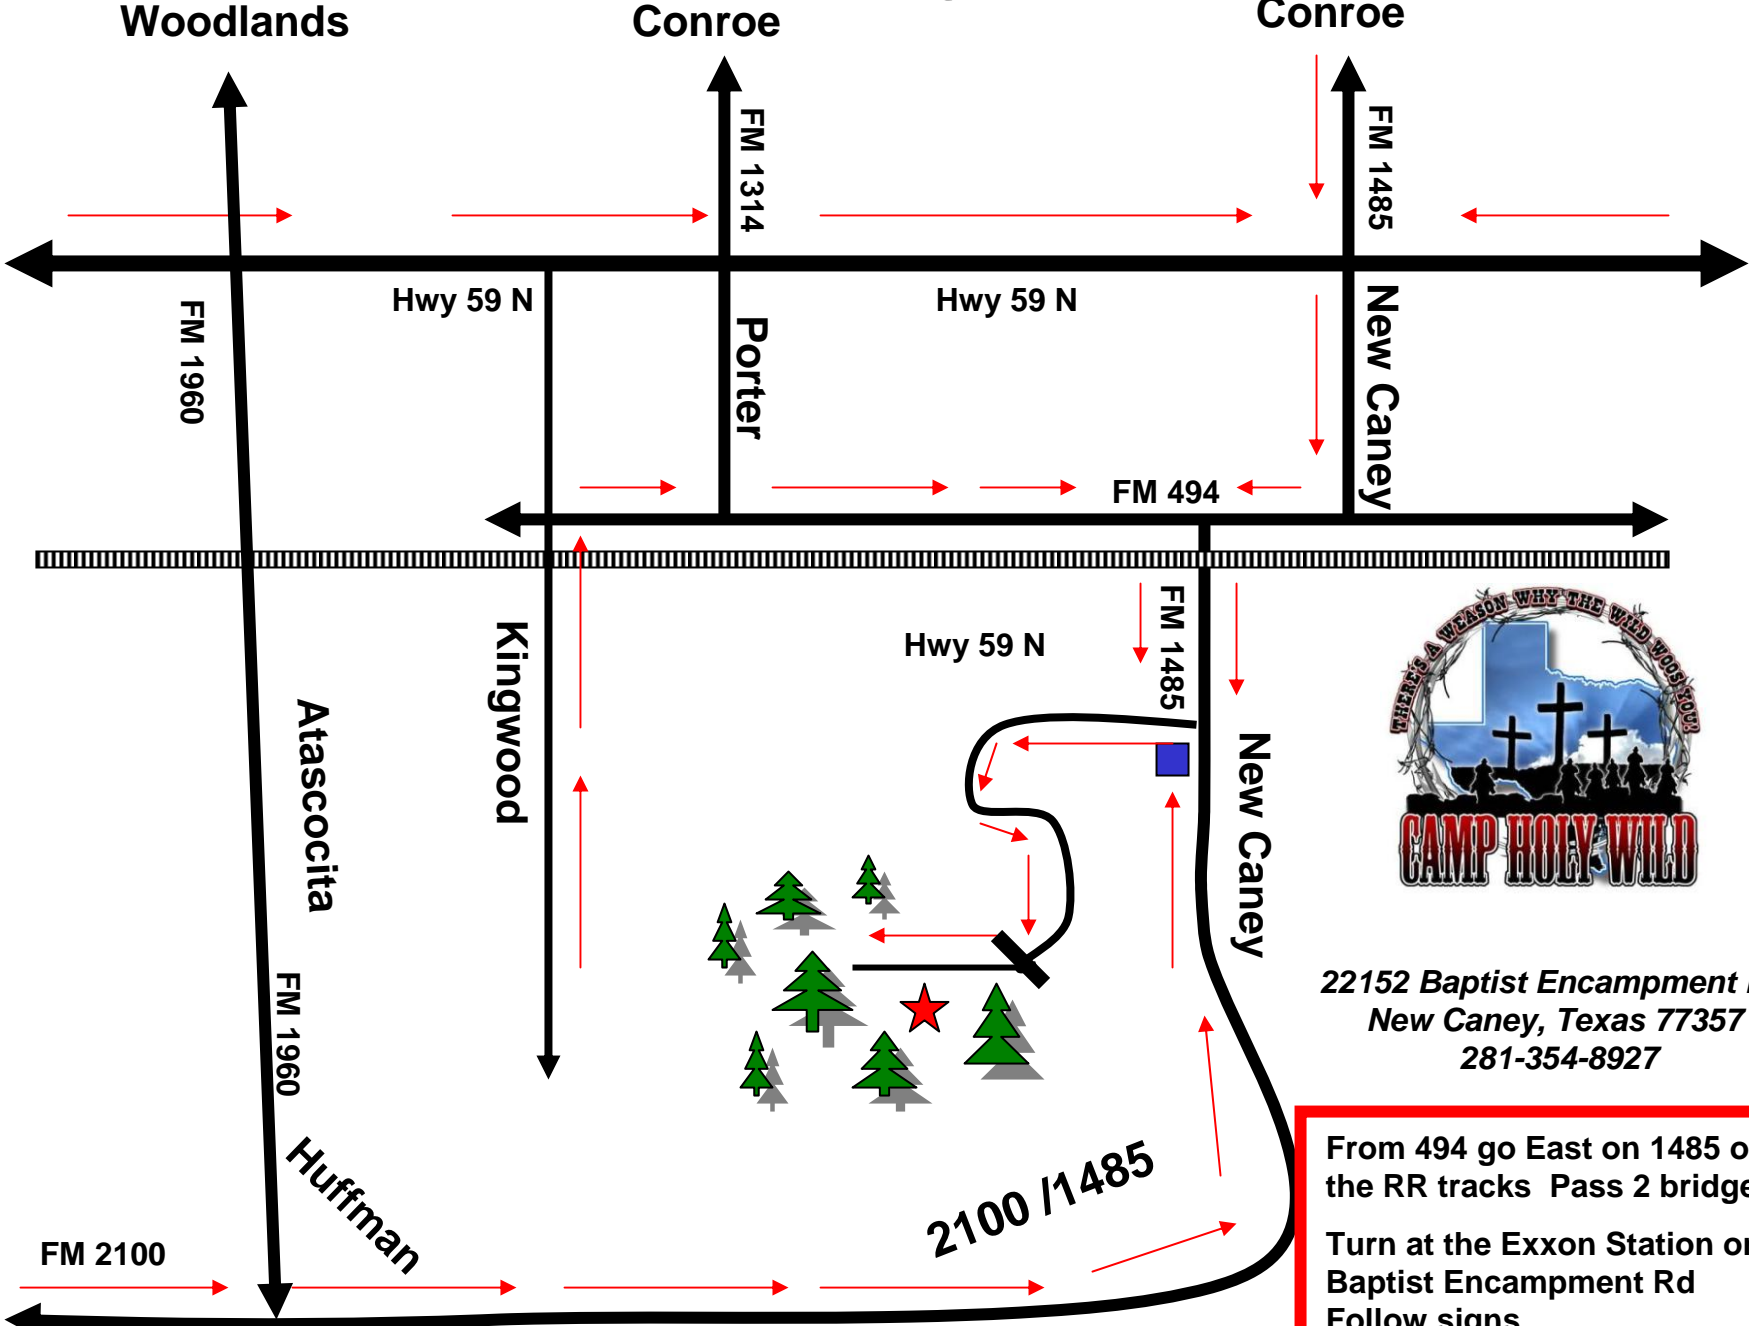 Woodlands
Conroe
Conroe
FM 1314
FM 1485
Hwy 59 N
Hwy 59 N
FM 1960
Porter
New Caney
FM 494
Kingwood
Hwy 59 N
FM 1485
THERE'S A WEASON WHY THE WILD WOOS YOU!
CAMP HOLY WILD
Atascocita
New Caney
22152 Baptist Encampment
New Caney, Texas 77357
281-354-8927
FM 1960
Huffman
2100 /1485
FM 2100
From 494 go East on 1485
the RR tracks Pass 2
Turn at the Exxon Station
Baptist Encampment Rd
Follow signs